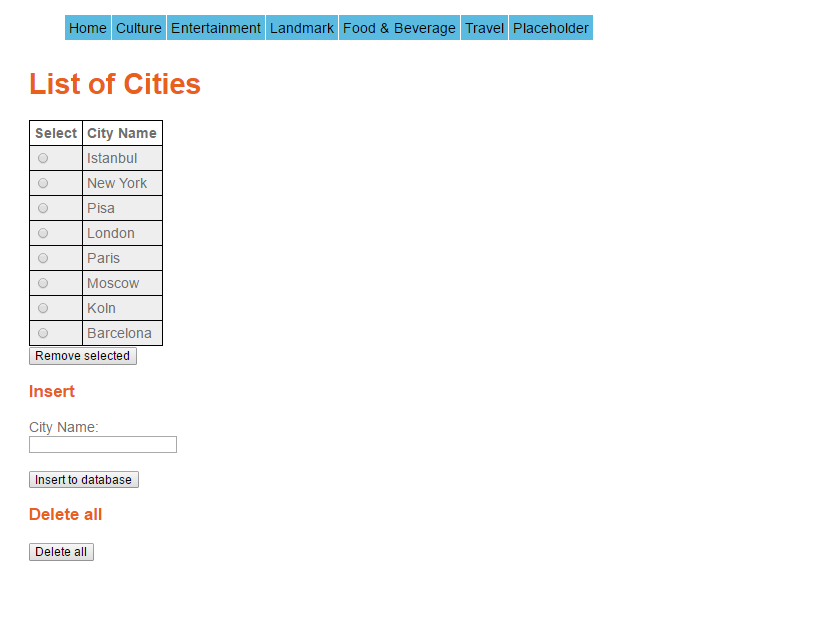 Home Culture Entertainment Landmark Food & Beverage Travel Placeholder
List of Cities
Select City Name
Istanbul
New York
Pisa
London
Paris
Moscow
Koln
Barcelona
Remove selected
Insert
City Name:
Insert to database
Delete all
Delete all